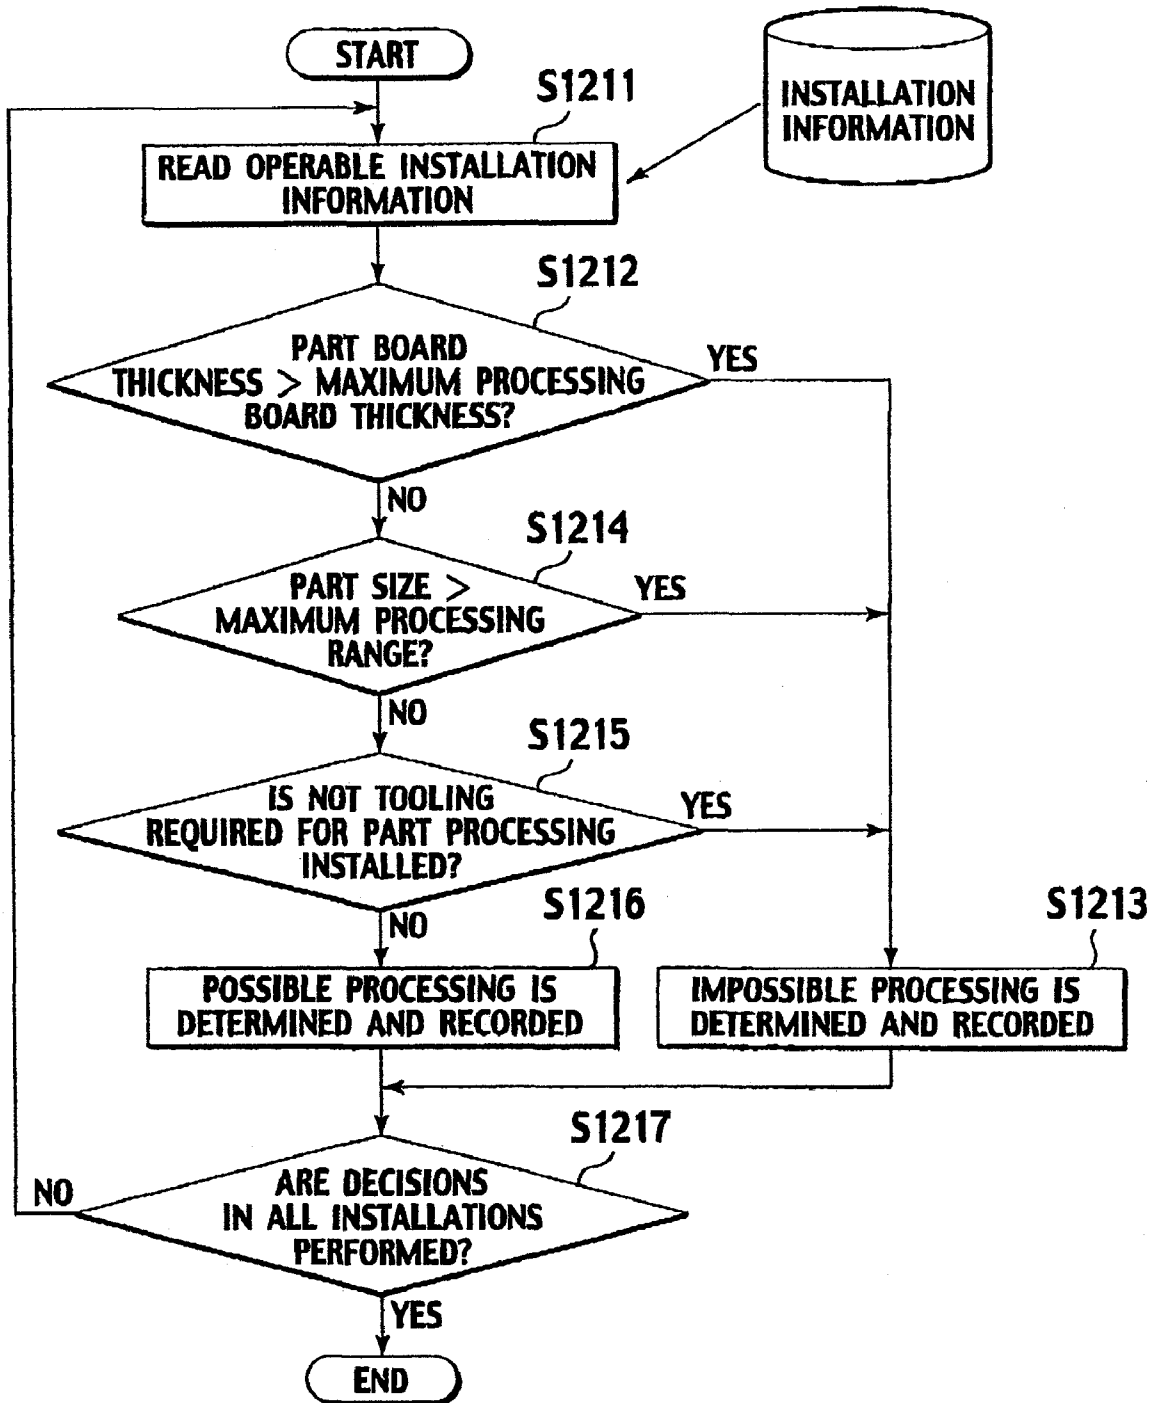 START
INSTALLATION
INFORMATION
S1211
READ OPERABLE INSTALLATION
INFORMATION
S1212
PART BOARD
THICKNESS > MAXIMUM PROCESSING
BOARD THICKNESS?
YES
NO
S1214
PART SIZE >
MAXIMUM PROCESSING
RANGE?
YES
NO
S1215
IS NOT TOOLING
REQUIRED FOR PART PROCESSING
INSTALLED?
YES
NO
S1216
POSSIBLE PROCESSING IS
DETERMINED AND RECORDED
S1213
IMPOSSIBLE PROCESSING IS
DETERMINED AND RECORDED
S1217
ARE DECISIONS
IN ALL INSTALLATIONS
PERFORMED?
NO
YES
END